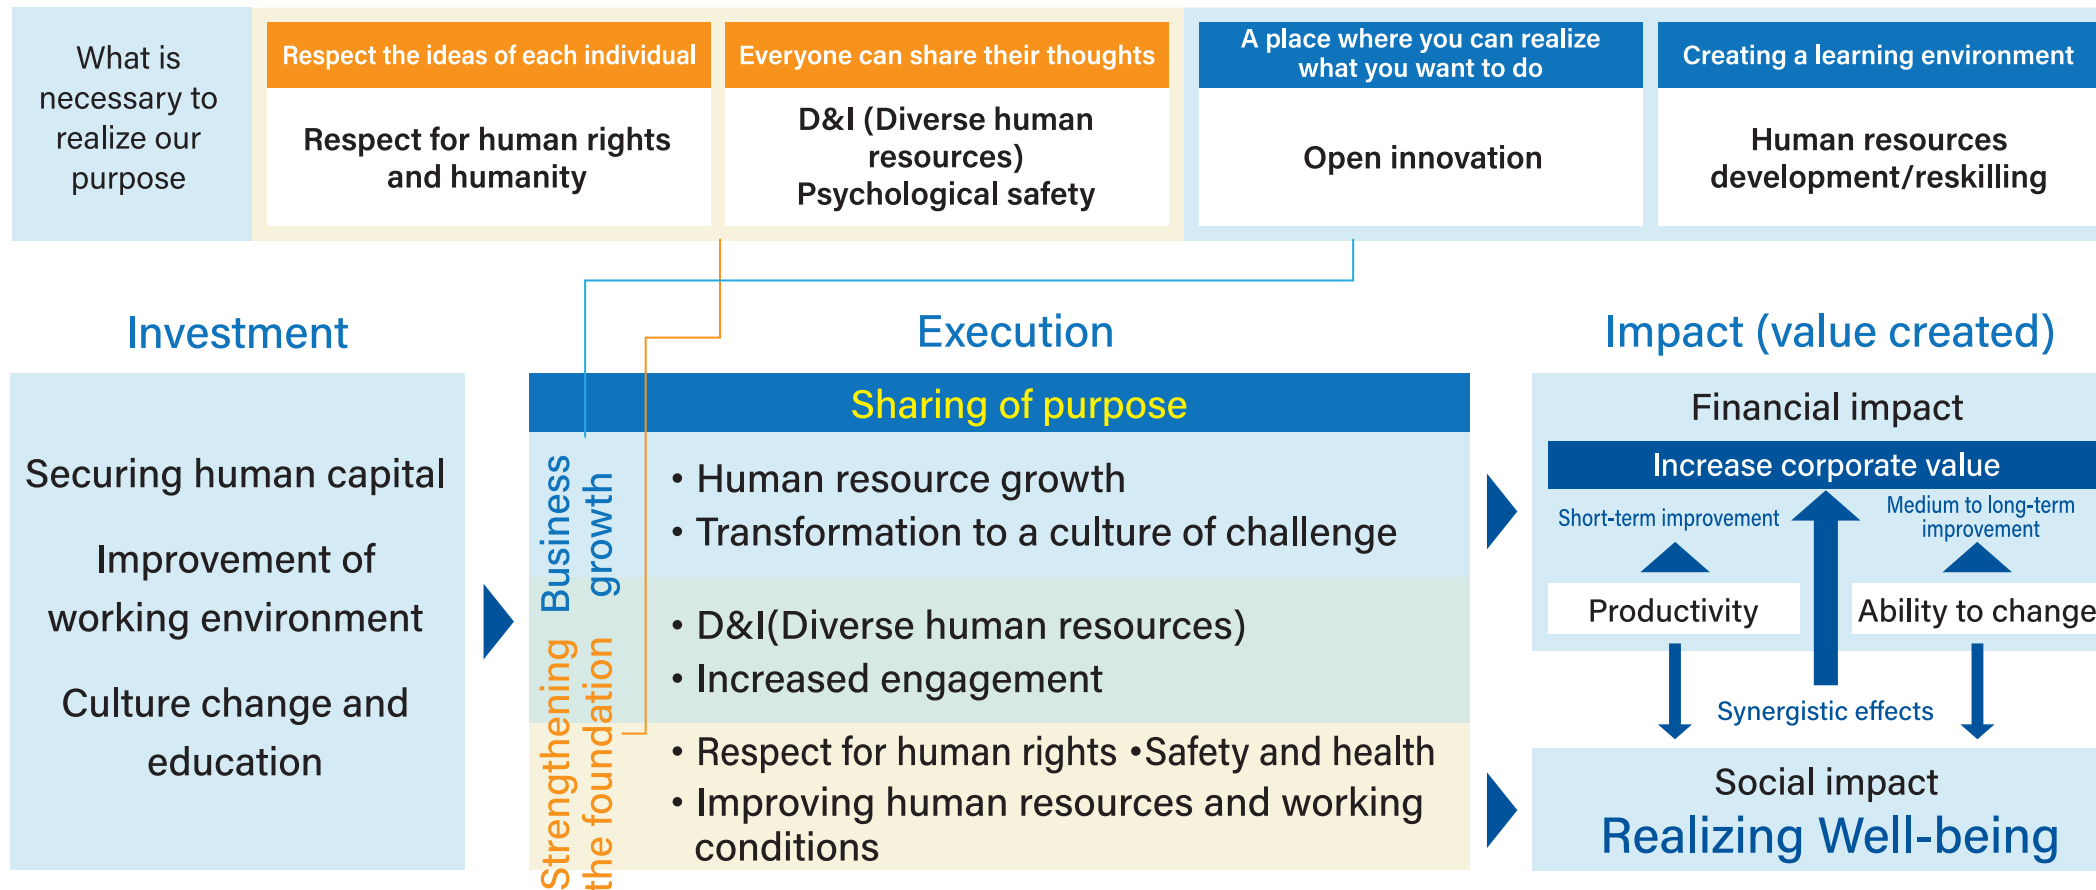 What is
necessary to
realize our
purpose
Respect the ideas of each individual
Respect for human rights
and humanity
Everyone can share their thoughts
D&I (Diverse human
resources)
Psychological safety
A place where you can realize
what you want to do
Open innovation
Creating a learning environment
Human resources
development/reskilling
Investment
Securing human capital
Improvement of
working environment
Culture change and
education
Execution
Sharing of purpose
Business
growth
• Human resource growth
• Transformation to a culture of challenge
Strengthening
the foundation
• D&I(Diverse human resources)
• Increased engagement
• Respect for human rights •Safety and health
• Improving human resources and working
conditions
Impact (value created)
Financial impact
Increase corporate value
Short-term improvement
Medium to long-term
improvement
Productivity
Ability to change
Synergistic effects
Social impact
Realizing Well-being